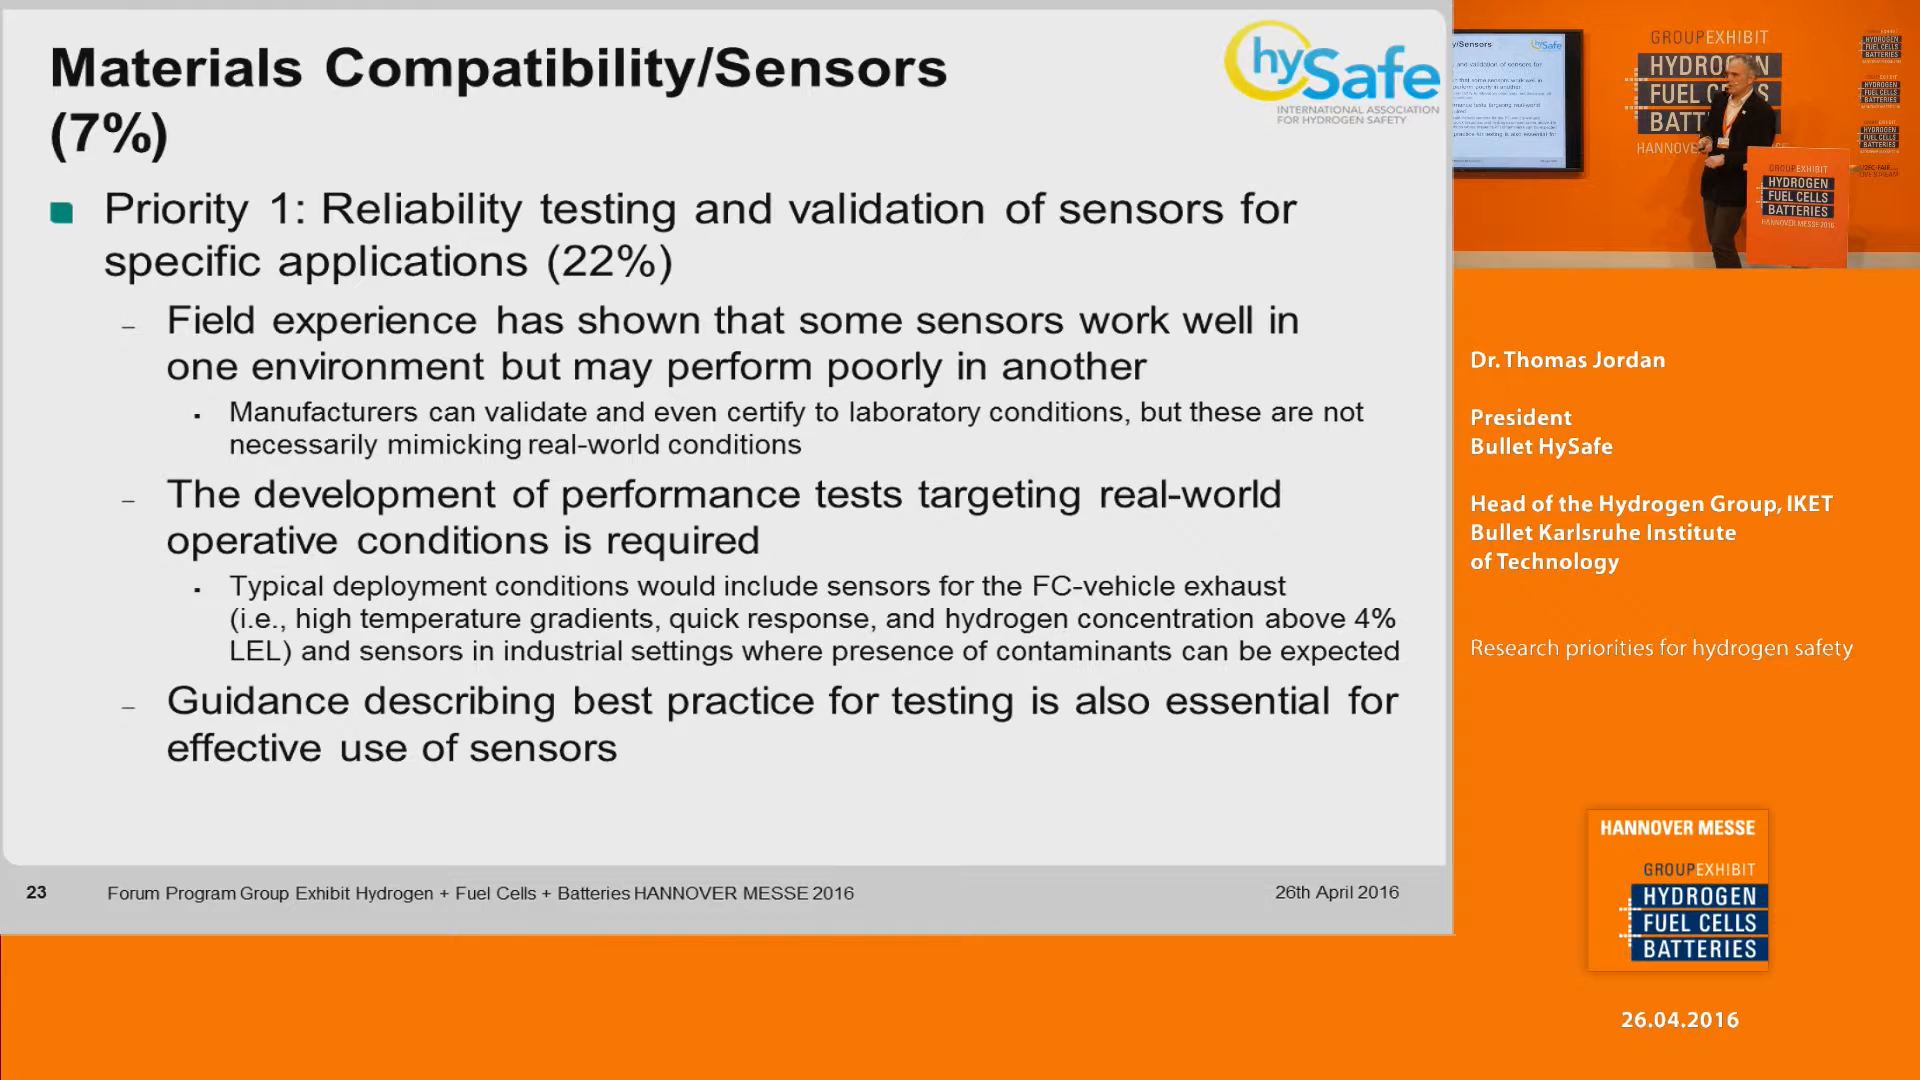 Materials Compatibility/Sensors
(7%)
hySafe
INTERNATIONAL ASSOCIATION
FOR HYDROGEN SAFETY
Priority 1: Reliability testing and validation of sensors for
specific applications (22%)
– Field experience has shown that some sensors work well in
one environment but may perform poorly in another
▪ Manufacturers can validate and even certify to laboratory conditions, but these are not
necessarily mimicking real-world conditions
– The development of performance tests targeting real-world
operative conditions is required
▪ Typical deployment conditions would include sensors for the FC-vehicle exhaust
(i.e., high temperature gradients, quick response, and hydrogen concentration above 4%
LEL) and sensors in industrial settings where presence of contaminants can be expected
– Guidance describing best practice for testing is also essential for
effective use of sensors
23
Forum Program Group Exhibit Hydrogen + Fuel Cells + Batteries HANNOVER MESSE 2016
26th April 2016
GROUPEXHIBIT
HYDROGEN
FUEL CELLS
BATTERIES
HANNOVER MESSE 2016
Dr. Thomas Jordan
President
Bullet HySafe
Head of the Hydrogen Group, IKET
Bullet Karlsruhe Institute
of Technology
Research priorities for hydrogen safety
HANNOVER MESSE
GROUPEXHIBIT
HYDROGEN
FUEL CELLS
BATTERIES
26.04.2016